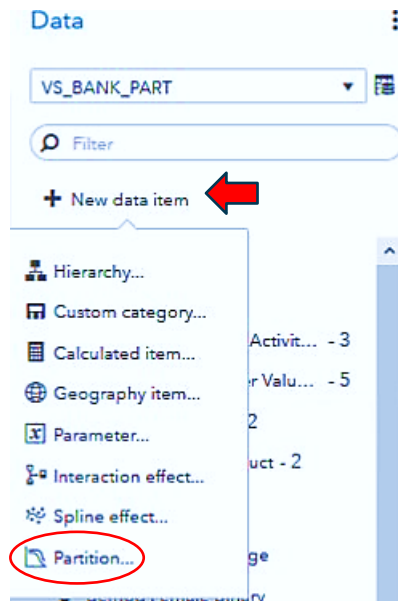 Data
VS_BANK_PART
Filter
+ New data item
Hierarchy...
Custom category...
Activit... - 3
Calculated item...
r Valu... - 5
Geography item...
2
Parameter...
uct - 2
Interaction effect...
Spline effect...
Partition...
ge